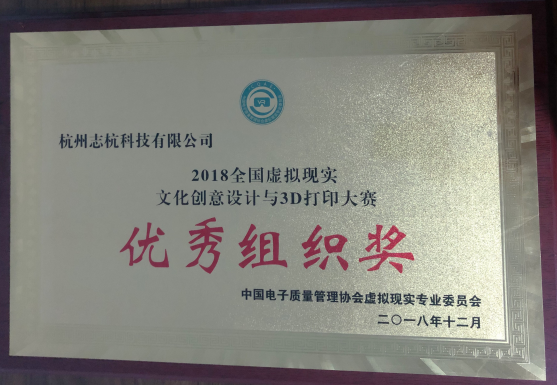 杭州志杭科技有限公司
2018全国虚拟现实
文化创意设计与3D打印大赛
优秀组织奖
中国电子质量管理协会虚拟现实专业委员会
二〇一八年十二月